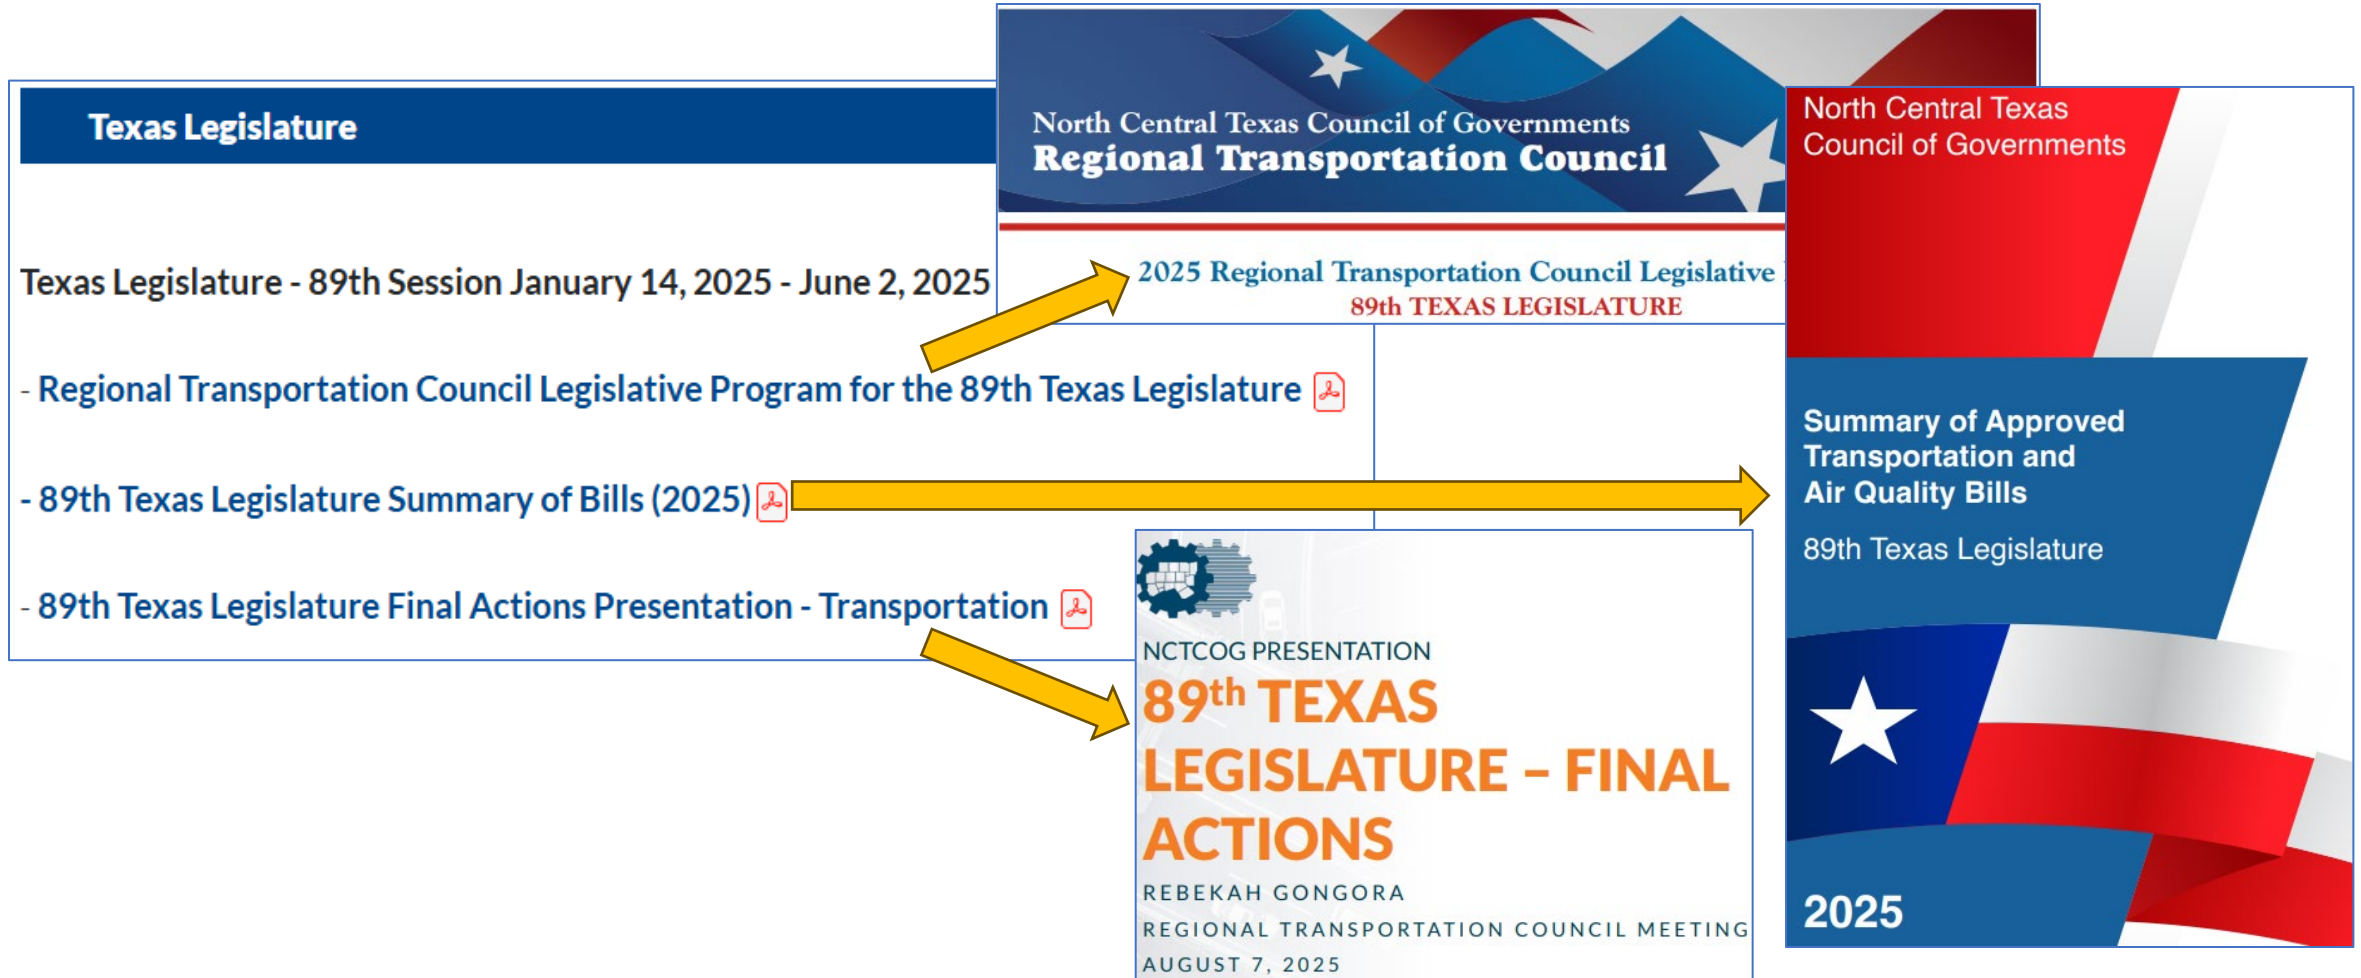 Texas Legislature
Texas Legislature - 89th Session January 14, 2025 - June 2, 2025
- Regional Transportation Council Legislative Program for the 89th Texas Legislature
- 89th Texas Legislature Summary of Bills (2025)
- 89th Texas Legislature Final Actions Presentation - Transportation
North Central Texas Council of Governments
Regional Transportation Council
2025 Regional Transportation Council Legislative
89th TEXAS LEGISLATURE
NCTCOG PRESENTATION
89th TEXAS
LEGISLATURE – FINAL
ACTIONS
REBEKAH GONGORA
REGIONAL TRANSPORTATION COUNCIL MEETING
AUGUST 7, 2025
North Central Texas
Council of Governments
Summary of Approved
Transportation and
Air Quality Bills
89th Texas Legislature
2025